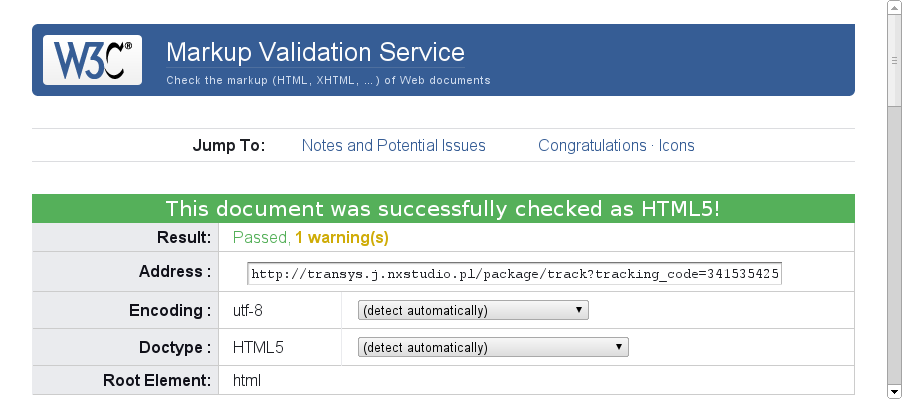 W3C®
Markup Validation Service
Check the markup (HTML, XHTML, ...) of Web documents
Jump To: Notes and Potential Issues Congratulations · Icons
This document was successfully checked as HTML5!
Result: Passed, 1 warning(s)
Address : http://transys.j.nxstudio.pl/package/track?tracking_code=341535425
Encoding : utf-8 (detect automatically)
Doctype : HTML5 (detect automatically)
Root Element: html